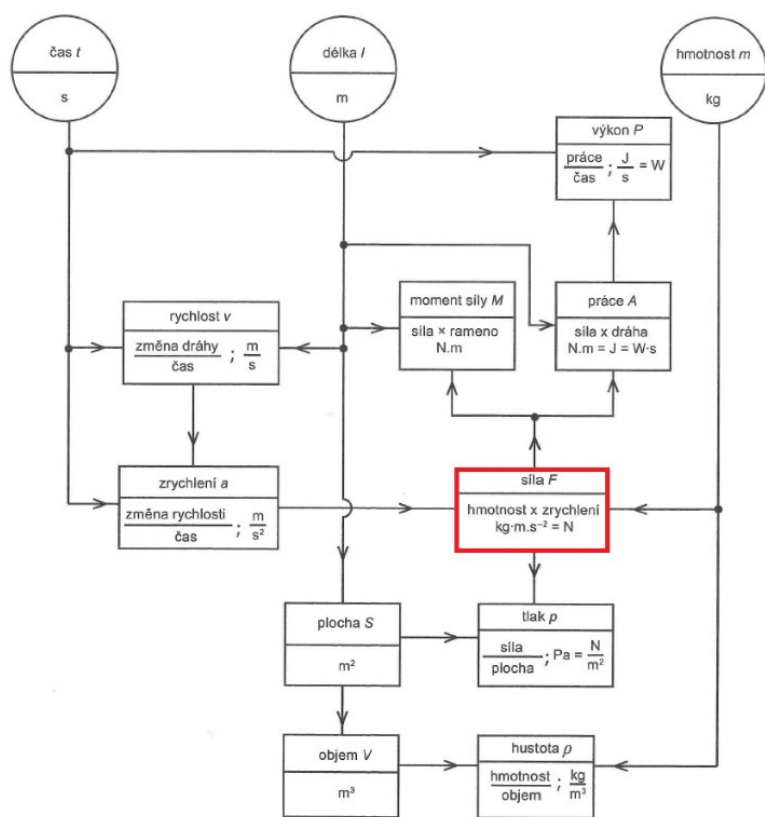 čas t
s
délka l
m
hmotnost m
kg
výkon P
práce
čas
; J
s
= W
moment síly M
síla × rameno
N.m
práce A
síla x dráha
N.m = J = W·s
rychlost v
změna dráhy
čas
; m
s
zrychlení a
změna rychlosti
čas
; m
s²
síla F
hmotnost x zrychlení
kg·m.s⁻² = N
plocha S
m²
tlak p
síla
plocha
; Pa = N
m²
objem V
m³
hustota ρ
hmotnost
objem
; kg
m³